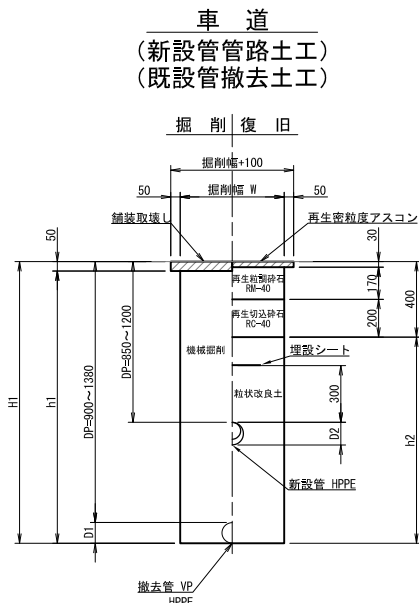 車 道
(新設管管路土工)
(既設管撤去土工)
掘 削 復 旧
掘削幅+100
50
掘削幅 W
50
舗装取壊し
再生密粒度アスコン
50
30
再生粒調砕石
RM-40
170
400
再生切込砕石
RC-40
200
DP=850～1200
機械掘削
埋設シート
DP=900～1380
粒状改良土
300
H1
h1
D2
h2
新設管 HPPE
D1
撤去管 VP
HPPE